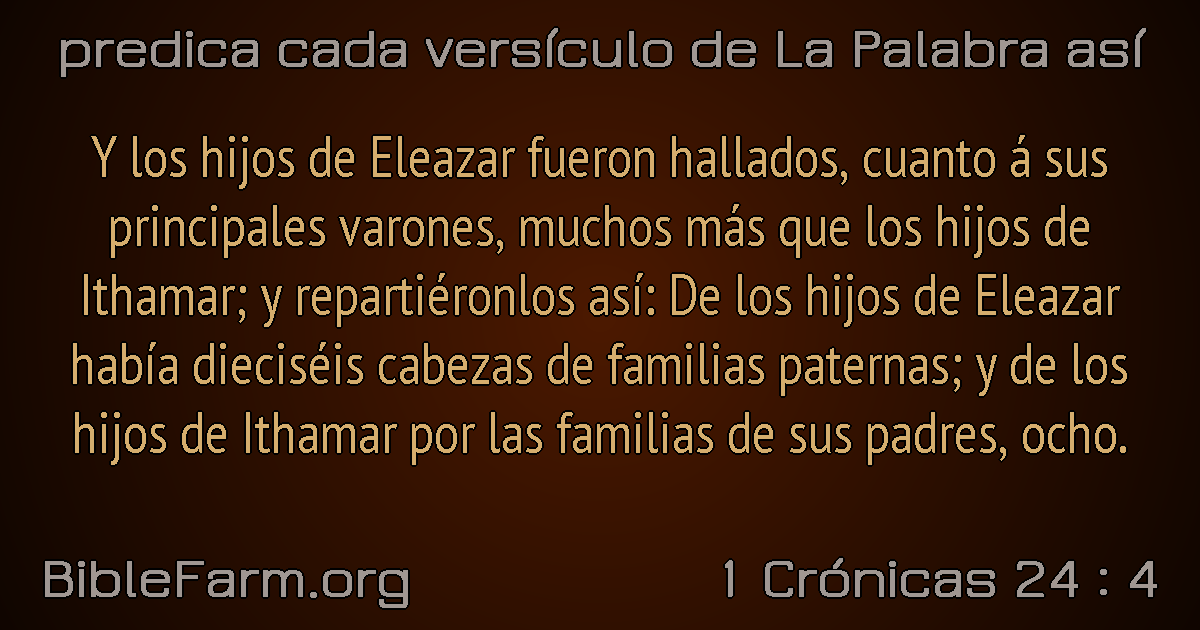 predica cada versículo de La Palabra así
Y los hijos de Eleazar fueron hallados, cuanto á sus
principales varones, muchos más que los hijos de
Ithamar; y repartiéronlos así: De los hijos de Eleazar
había dieciséis cabezas de familias paternas; y de los
hijos de Ithamar por las familias de sus padres, ocho.
BibleFarm.org
1 Crónicas 24 : 4